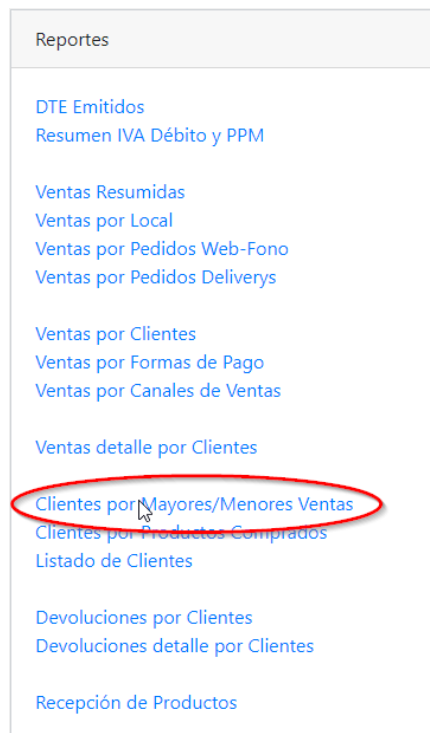 Reportes
DTE Emitidos
Resumen IVA Débito y PPM
Ventas Resumidas
Ventas por Local
Ventas por Pedidos Web-Fono
Ventas por Pedidos Deliverys
Ventas por Clientes
Ventas por Formas de Pago
Ventas por Canales de Ventas
Ventas detalle por Clientes
Clientes por Mayores/Menores Ventas
Clientes por Productos Comprados
Listado de Clientes
Devoluciones por Clientes
Devoluciones detalle por Clientes
Recepción de Productos